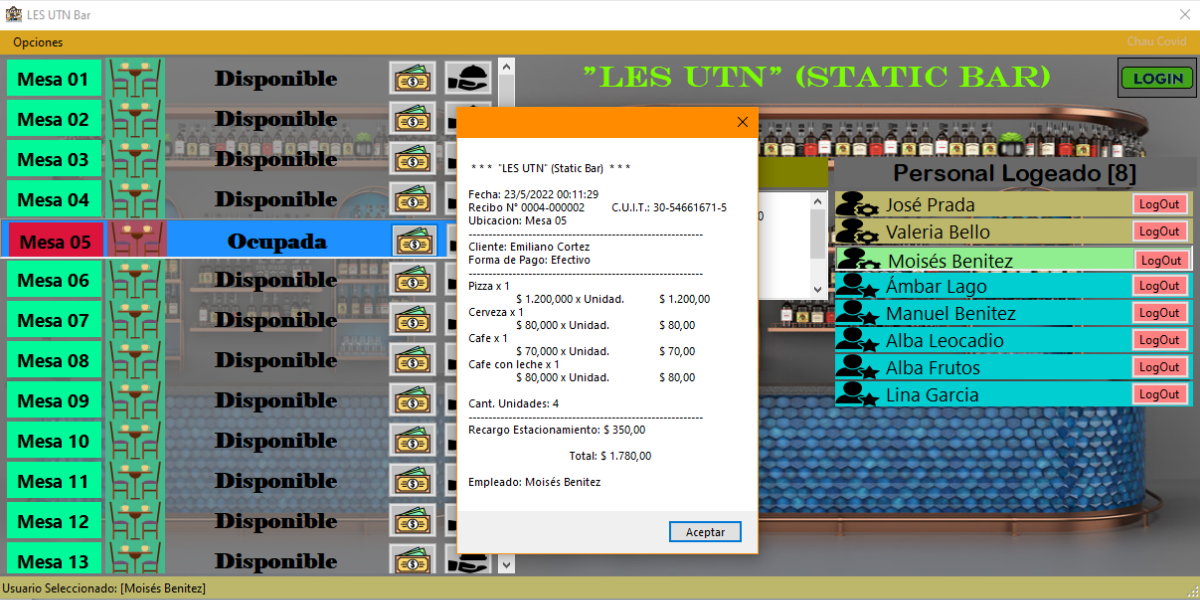 LES UTN Bar
Opciones
Chau Covid
Mesa 01 Disponible
Mesa 02 Disponible
Mesa 03 Disponible
Mesa 04 Disponible
Mesa 05 Ocupada
Mesa 06 Disponible
Mesa 07 Disponible
Mesa 08 Disponible
Mesa 09 Disponible
Mesa 10 Disponible
Mesa 11 Disponible
Mesa 12 Disponible
Mesa 13 Disponible
"LES UTN" (STATIC BAR)
LOGIN
* * * "LES UTN" (Static Bar) * * *
Fecha: 23/5/2022 00:11:29
Recibo N° 0004-000002 C.U.I.T.: 30-54661671-5
Ubicacion: Mesa 05
------------------------------------------------------------
Cliente: Emiliano Cortez
Forma de Pago: Efectivo
------------------------------------------------------------
Pizza x 1
$ 1.200,000 x Unidad. $ 1.200,00
Cerveza x 1
$ 80,000 x Unidad. $ 80,00
Cafe x 1
$ 70,000 x Unidad. $ 70,00
Cafe con leche x 1
$ 80,000 x Unidad. $ 80,00
Cant. Unidades: 4
------------------------------------------------------------
Recargo Estacionamiento: $ 350,00
Total: $ 1.780,00
Empleado: Moisés Benitez
Aceptar
Personal Logeado [8]
José Prada LogOut
Valeria Bello LogOut
Moisés Benitez LogOut
Ámbar Lago LogOut
Manuel Benitez LogOut
Alba Leocadio LogOut
Alba Frutos LogOut
Lina Garcia LogOut
Usuario Seleccionado: [Moisés Benitez]